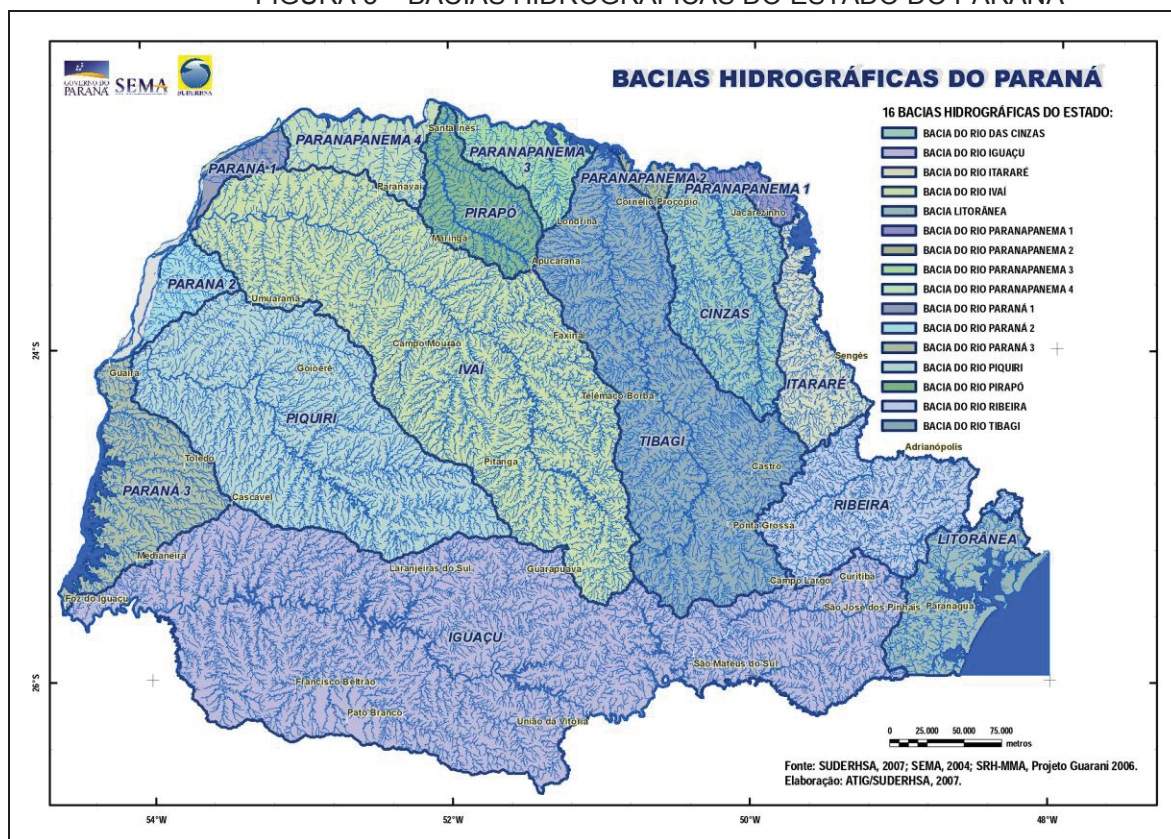 FIGURA 6 – BACIAS HIDROGRÁFICAS DO ESTADO DO PARANÁ
GOVERNO DO
PARANÁ
SEMA
SUDERHSA
BACIAS HIDROGRÁFICAS DO PARANÁ
16 BACIAS HIDROGRÁFICAS DO ESTADO:
BACIA DO RIO DAS CINZAS
BACIA DO RIO IGUAÇU
BACIA DO RIO ITARARÉ
BACIA DO RIO IVAÍ
BACIA LITORÂNEA
BACIA DO RIO PARANAPANEMA 1
BACIA DO RIO PARANAPANEMA 2
BACIA DO RIO PARANAPANEMA 3
BACIA DO RIO PARANAPANEMA 4
BACIA DO RIO PARANÁ 1
BACIA DO RIO PARANÁ 2
BACIA DO RIO PARANÁ 3
BACIA DO RIO PIQUIRI
BACIA DO RIO PIRAPÓ
BACIA DO RIO RIBEIRA
BACIA DO RIO TIBAGI
Santa Inês
PARANAPANEMA 4
PARANAPANEMA
3
PARANÁ 1
PARANAPANEMA 2
PARANAPANEMA 1
Paranavaí
Cornélio Procópio
Jacarezinho
PIRAPÓ
Londrina
Maringá
Apucarana
PARANÁ 2
Umuarama
CINZAS
Faxinal
Campo Mourão
24°S
Sengés
Guaíra
Goioerê
IVAÍ
ITARARÉ
Telêmaco Borba
PIQUIRI
TIBAGI
Adrianópolis
Toledo
Pitanga
Castro
PARANÁ 3
Cascavel
RIBEIRA
Ponta Grossa
LITORÂNEA
Medianeira
Laranjeiras do Sul
Guarapuava
Campo Largo
Curitiba
Foz do Iguaçu
São José dos Pinhais
Paranaguá
IGUAÇU
São Mateus do Sul
26°S
Francisco Beltrão
Pato Branco
União da Vitória
0 25.000 50.000 75.000
metros
Fonte: SUDERHSA, 2007; SEMA, 2004; SRH-MMA, Projeto Guarani 2006.
Elaboração: ATIG/SUDERHSA, 2007.
54°W
52°W
50°W
48°W